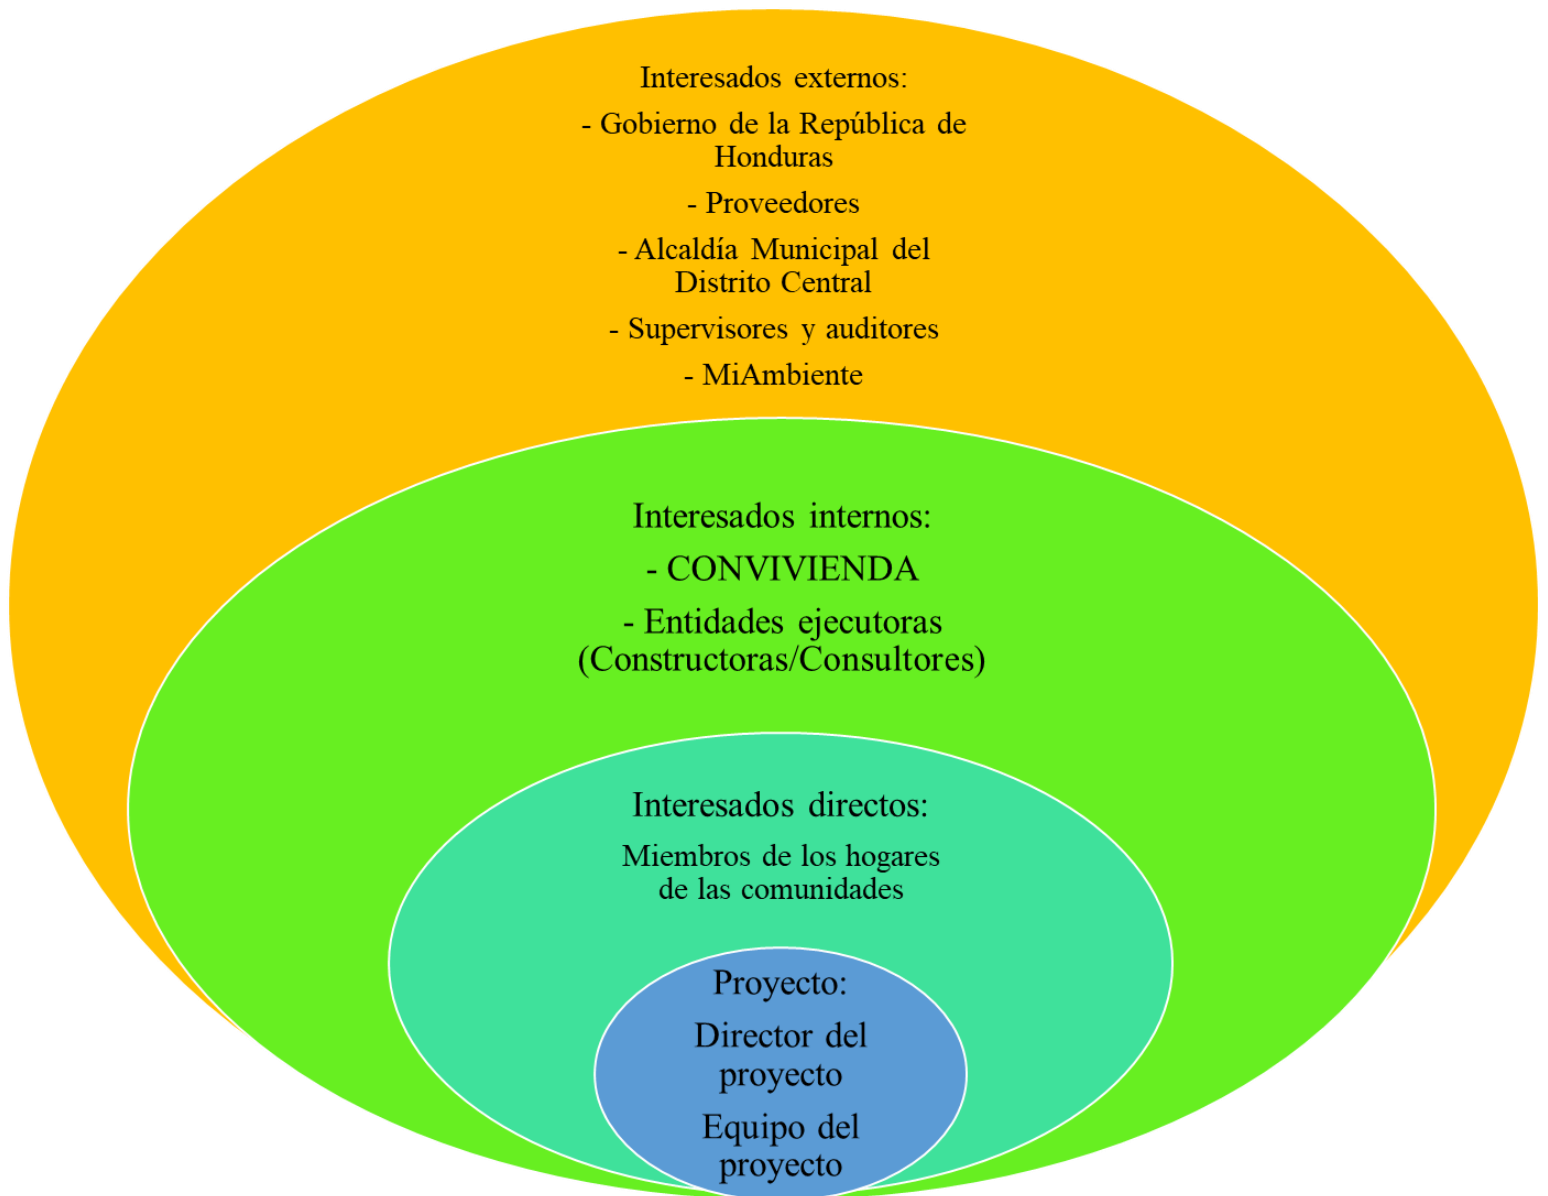 Interesados externos:
- Gobierno de la República de
Honduras
- Proveedores
- Alcaldía Municipal del
Distrito Central
- Supervisores y auditores
- MiAmbiente
Interesados internos:
- CONVIVIENDA
- Entidades ejecutoras
(Constructoras/Consultores)
Interesados directos:
Miembros de los hogares
de las comunidades
Proyecto:
Director del
proyecto
Equipo del
proyecto